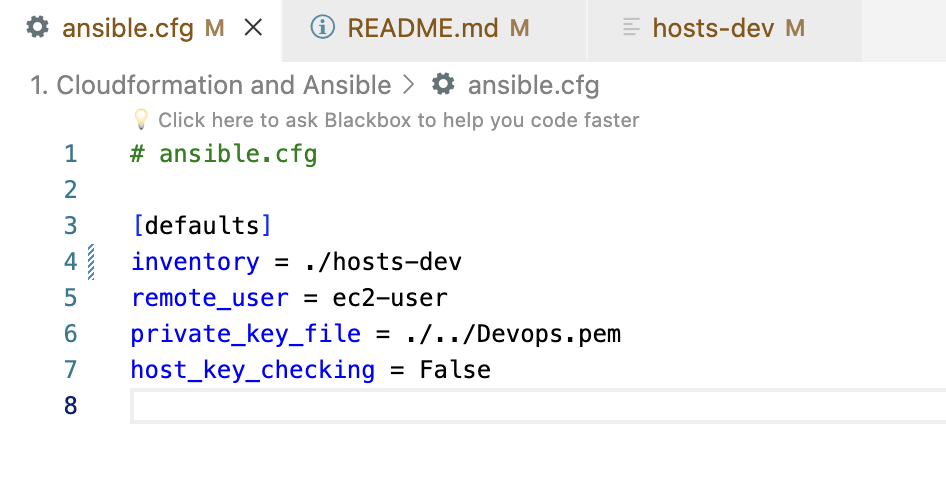 ansible.cfg M
README.md M
hosts-dev M
1. Cloudformation and Ansible > ansible.cfg
Click here to ask Blackbox to help you code faster
1 # ansible.cfg
2
3 [defaults]
4 inventory = ./hosts-dev
5 remote_user = ec2-user
6 private_key_file = ./../Devops.pem
7 host_key_checking = False
8